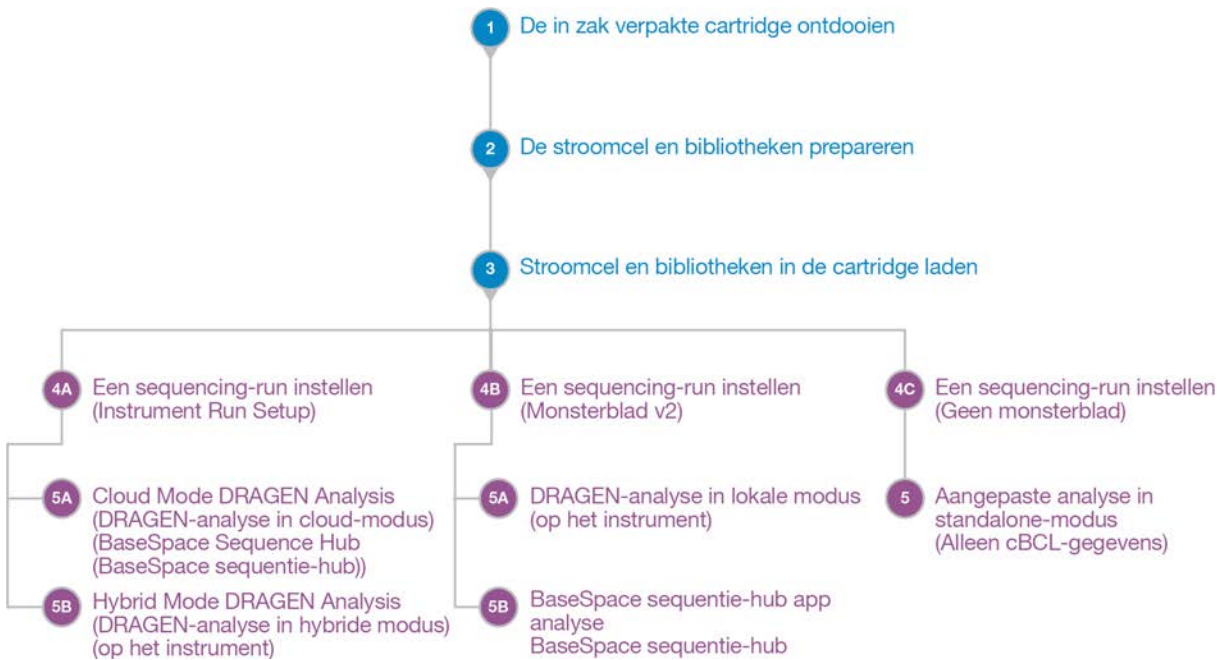 1
De in zak verpakte cartridge ontdooien
2
De stroomcel en bibliotheken prepareren
3
Stroomcel en bibliotheken in de cartridge laden
4A
Een sequencing-run instellen
(Instrument Run Setup)
5A
Cloud Mode DRAGEN Analysis
(DRAGEN-analyse in cloud-modus)
(BaseSpace Sequence Hub
(BaseSpace sequentie-hub))
5B
Hybrid Mode DRAGEN Analysis
(DRAGEN-analyse in hybride modus)
(op het instrument)
4B
Een sequencing-run instellen
(Monsterblad v2)
5A
DRAGEN-analyse in lokale modus
(op het instrument)
5B
BaseSpace sequentie-hub app
analyse
BaseSpace sequentie-hub
4C
Een sequencing-run instellen
(Geen monsterblad)
5
Aangepaste analyse in
standalone-modus
(Alleen cBCL-gegevens)